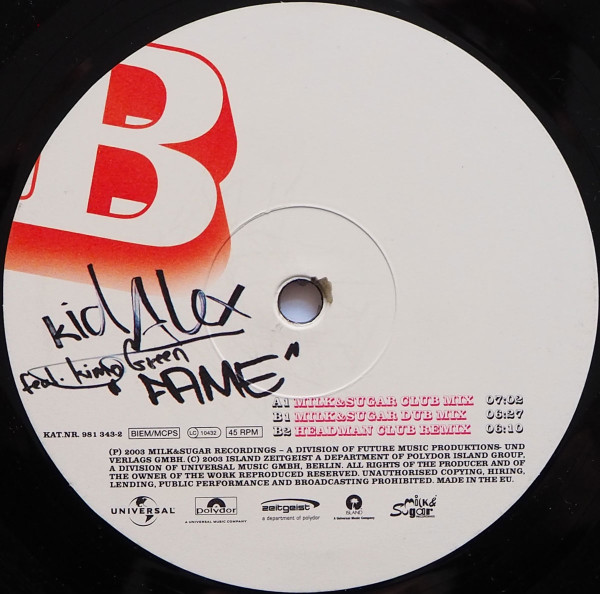 B
kid Alex
feat. Kimo Green
FAME"
A1 MILK&SUGAR CLUB MIX 07:02
B1 MILK&SUGAR DUB MIX 06:27
B2 HEADMAN CLUB REMIX 06:10
KAT.NR. 981 343-2 BIEM/MCPS LC 10432 45 RPM
(P) 2003 MILK&SUGAR RECORDINGS – A DIVISION OF FUTURE MUSIC PRODUKTIONS- UND
VERLAGS GMBH. (C) 2003 ISLAND ZEITGEIST A DEPARTMENT OF POLYDOR ISLAND GROUP,
A DIVISION OF UNIVERSAL MUSIC GMBH, BERLIN. ALL RIGHTS OF THE PRODUCER AND OF
THE OWNER OF THE WORK REPRODUCED RESERVED. UNAUTHORISED COPYING, HIRING,
LENDING, PUBLIC PERFORMANCE AND BROADCASTING PROHIBITED. MADE IN THE EU.
UNIVERSAL polydor zeitgeist ISLAND milk& Sugar
A UNIVERSAL MUSIC COMPANY a department of polydor A Universal Music Company RECORDINGS